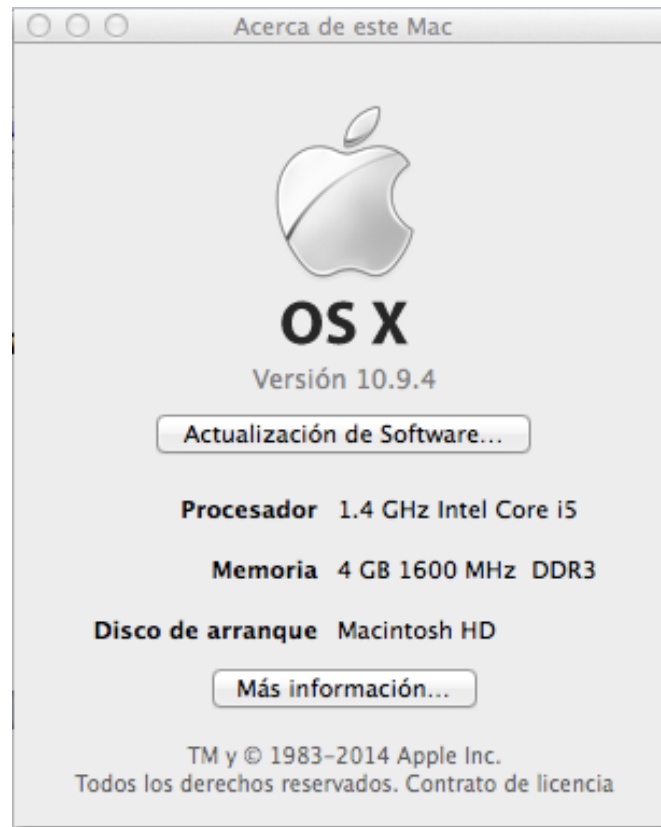 Acerca de este Mac
OS X
Versión 10.9.4
Actualización de Software...
Procesador 1.4 GHz Intel Core i5
Memoria 4 GB 1600 MHz DDR3
Disco de arranque Macintosh HD
Más información...
TM y © 1983-2014 Apple Inc.
Todos los derechos reservados. Contrato de licencia